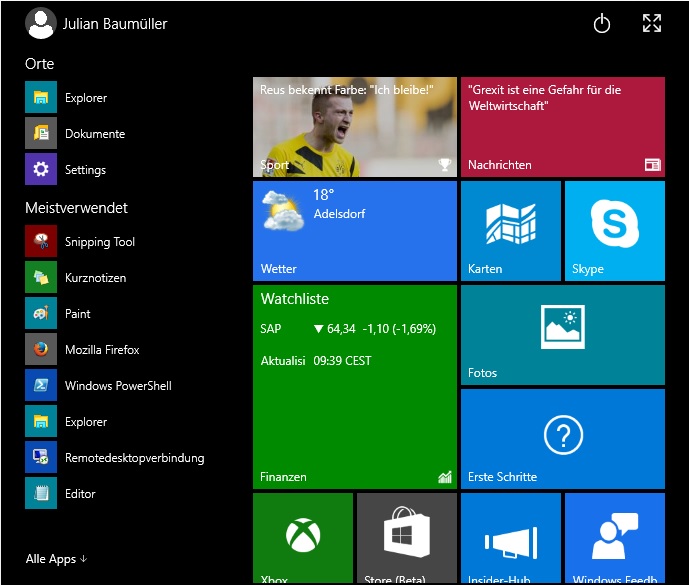 Julian Baumüller
Orte
Explorer
Dokumente
Settings
Meistverwendet
Snipping Tool
Kurznotizen
Paint
Mozilla Firefox
Windows PowerShell
Explorer
Remotedesktopverbindung
Editor
Alle Apps ↓
Reus bekennt Farbe: "Ich bleibe!"
Sport
"Grexit ist eine Gefahr für die
Weltwirtschaft"
Nachrichten
18°
Adelsdorf
Wetter
Karten
Skype
Watchliste
SAP ▼ 64,34 -1,10 (-1,69%)
Aktualisi 09:39 CEST
Finanzen
Fotos
Erste Schritte
Xbox
Store (Beta)
Insider-Hub
Windows Feedb